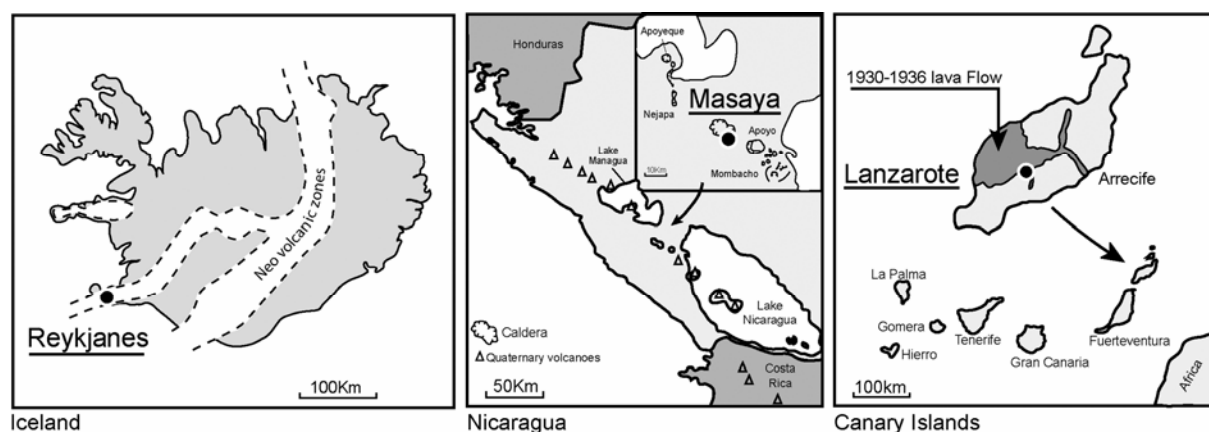 Neo volcanic zones
Reykjanes
100Km
Iceland
Honduras
Apoyeque
Nejapa
Masaya
Apoyo
10Km
Mombacho
Lake
Managua
Lake
Nicaragua
Caldera
Quaternary volcanoes
50Km
Costa
Rica
Nicaragua
1930-1936 lava Flow
Lanzarote
Arrecife
La Palma
Gomera
Hierro
Tenerife
Gran Canaria
Fuerteventura
100km
Africa
Canary Islands